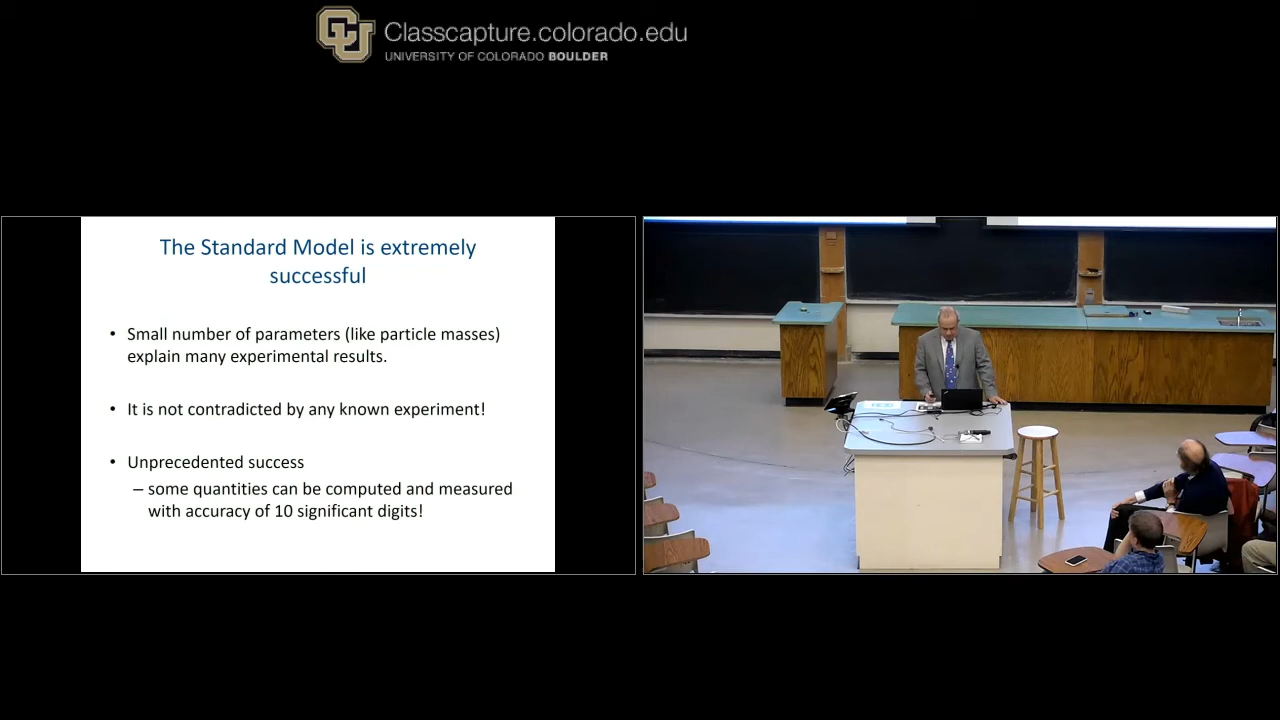 Classcapture.colorado.edu
UNIVERSITY OF COLORADO BOULDER
The Standard Model is extremely
successful
• Small number of parameters (like particle masses)
explain many experimental results.
• It is not contradicted by any known experiment!
• Unprecedented success
– some quantities can be computed and measured
with accuracy of 10 significant digits!